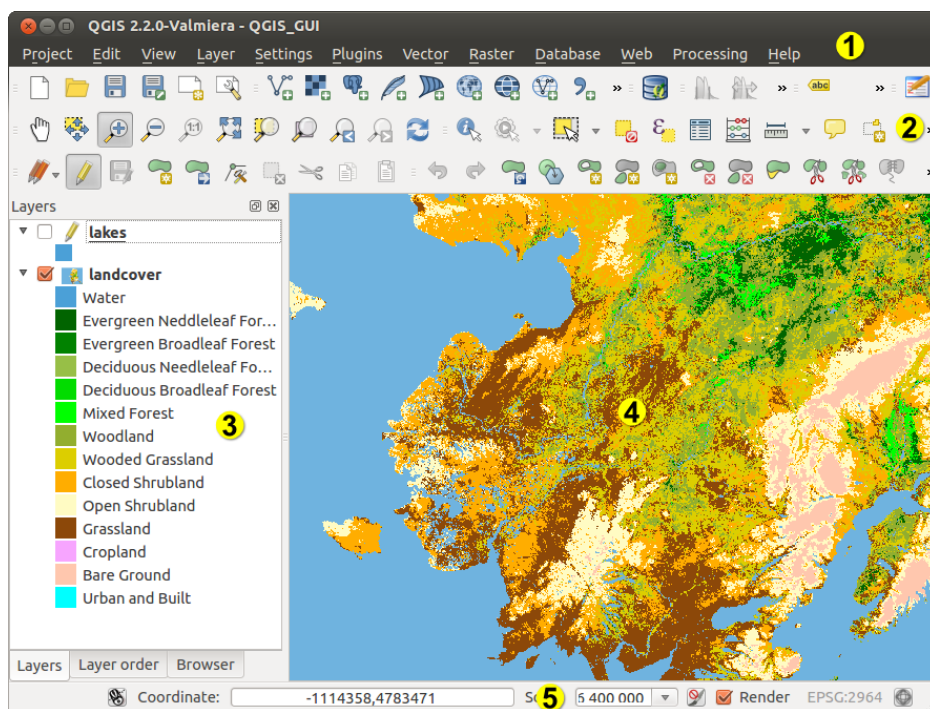 QGIS 2.2.0-Valmiera - QGIS_GUI
Project Edit View Layer Settings Plugins Vector Raster Database Web Processing Help 1
» » abc »
1:1 ε 2 »
»
Layers
lakes
landcover
Water
Evergreen Neddleleaf For...
Evergreen Broadleaf Forest
Deciduous Needleleaf Fo...
Deciduous Broadleaf Forest
Mixed Forest
3
4
Woodland
Wooded Grassland
Closed Shrubland
Open Shrubland
Grassland
Cropland
Bare Ground
Urban and Built
Layers Layer order Browser
Coordinate: -1114358,4783471 5 400 000 Render EPSG:2964